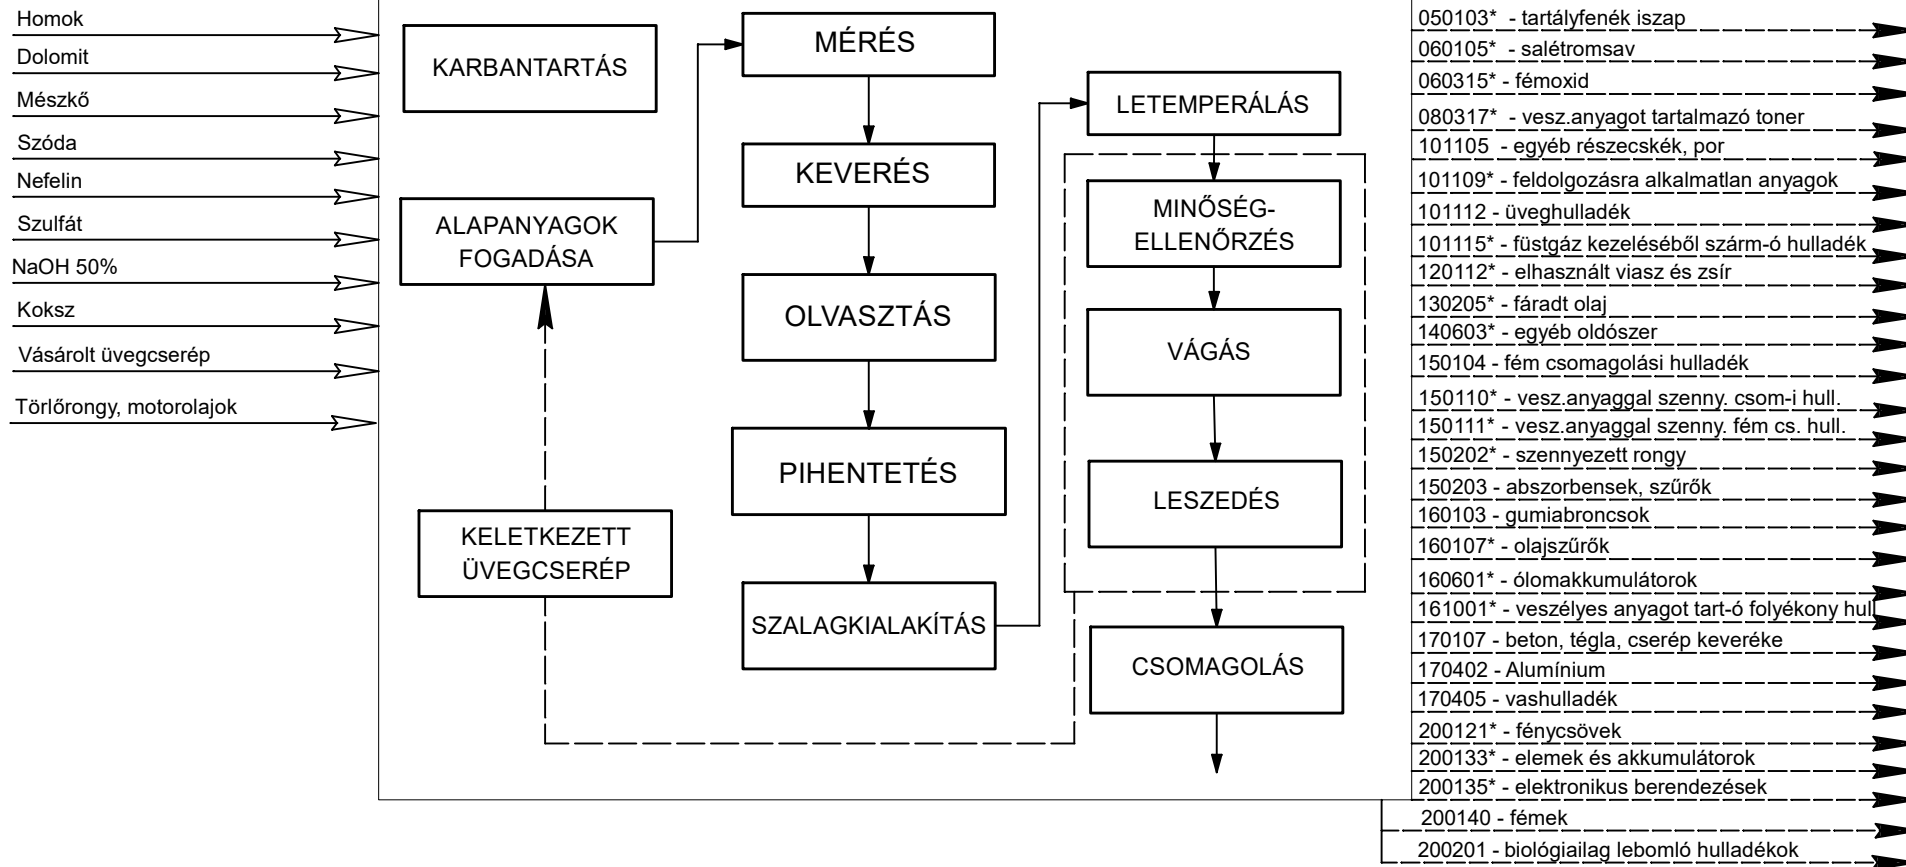 Homok
Dolomit
Mészkő
Szóda
Nefelin
Szulfát
NaOH 50%
Koksz
Vásárolt üvegcserép
Törlőrongy, motorolajok
KARBANTARTÁS
ALAPANYAGOK
FOGADÁSA
KELETKEZETT
ÜVEGCSERÉP
MÉRÉS
KEVERÉS
OLVASZTÁS
PIHENTETÉS
SZALAGKIALAKÍTÁS
LETEMPERÁLÁS
MINŐSÉG-
ELLENŐRZÉS
VÁGÁS
LESZEDÉS
CSOMAGOLÁS
050103* - tartályfenék iszap
060105* - salétromsav
060315* - fémoxid
080317* - vesz.anyagot tartalmazó toner
101105 - egyéb részecskék, por
101109* - feldolgozásra alkalmatlan anyagok
101112 - üveghulladék
101115* - füstgáz kezeléséből szárm-ó hulladék
120112* - elhasznált viasz és zsír
130205* - fáradt olaj
140603* - egyéb oldószer
150104 - fém csomagolási hulladék
150110* - vesz.anyaggal szenny. csom-i hull.
150111* - vesz.anyaggal szenny. fém cs. hull.
150202* - szennyezett rongy
150203 - abszorbensek, szűrők
160103 - gumiabroncsok
160107* - olajszűrők
160601* - ólomakkumulátorok
161001* - veszélyes anyagot tart-ó folyékony hull
170107 - beton, tégla, cserép keveréke
170402 - Alumínium
170405 - vashulladék
200121* - fénycsövek
200133* - elemek és akkumulátorok
200135* - elektronikus berendezések
200140 - fémek
200201 - biológiailag lebomló hulladékok